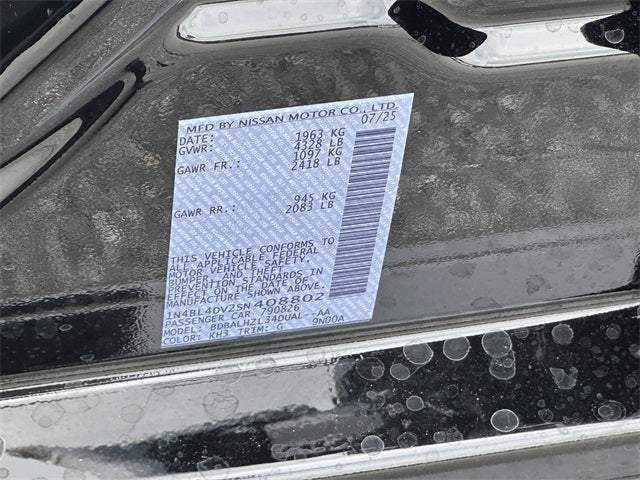 MFD BY NISSAN MOTOR CO., LTD.
DATE: 07/25
GVWR: 1963 KG
4328 LB
GAWR FR.: 1097 KG
2418 LB
GAWR RR.: 945 KG
2083 LB
THIS VEHICLE CONFORMS TO
ALL APPLICABLE FEDERAL
MOTOR VEHICLE SAFETY,
BUMPER, AND THEFT
PREVENTION STANDARDS IN
EFFECT ON THE DATE OF
MANUFACTURE SHOWN ABOVE.
1N4BL4DV2SN408802
PASSENGER CAR 790826
MODEL: BDBALHZL34DUAL--AA
COLOR: KH3 TRIM: G 9N00A